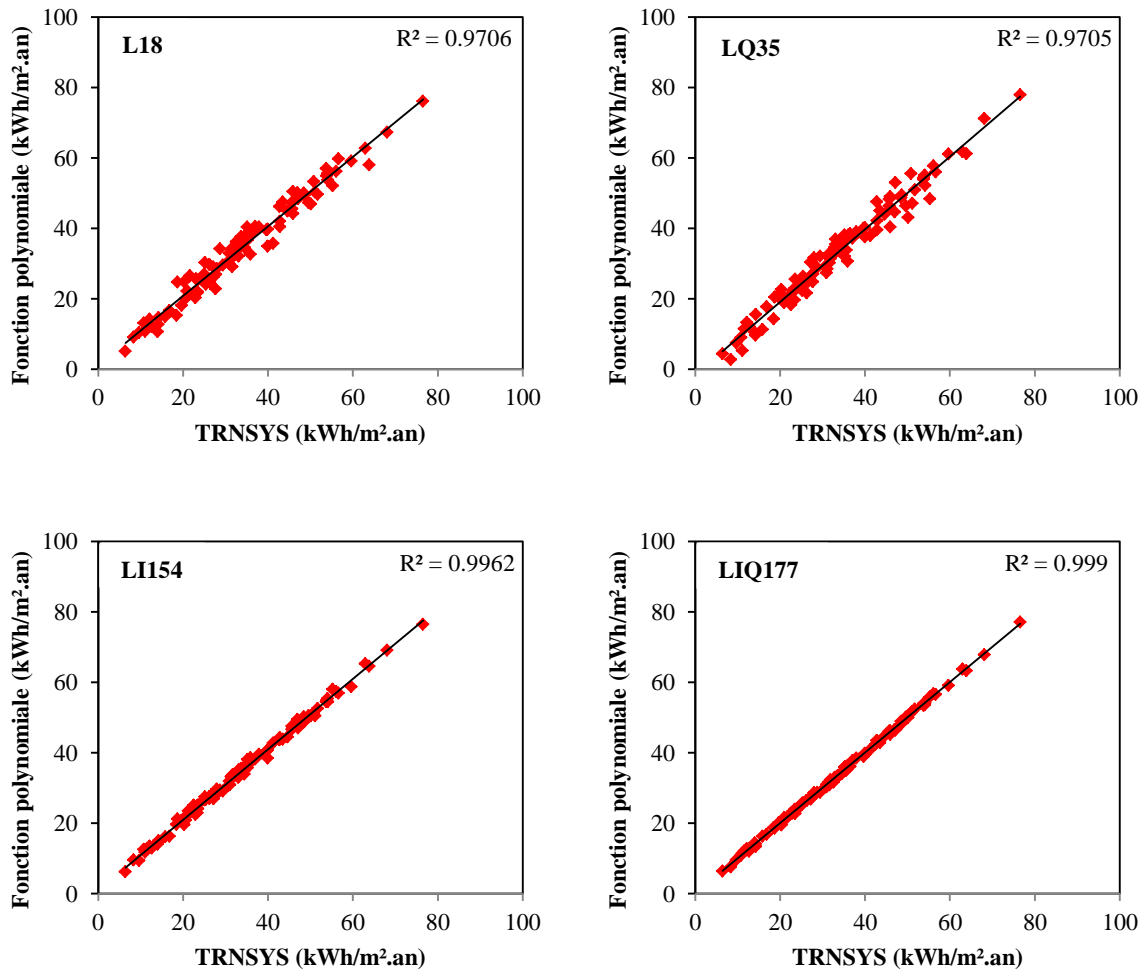 L18
R² = 0.9706
Fonction polynomiale (kWh/m².an)
100
80
60
40
20
0
0 20 40 60 80 100
TRNSYS (kWh/m².an)
LQ35
R² = 0.9705
Fonction polynomiale (kWh/m².an)
100
80
60
40
20
0
0 20 40 60 80 100
TRNSYS (kWh/m².an)
LI154
R² = 0.9962
Fonction polynomiale (kWh/m².an)
100
80
60
40
20
0
0 20 40 60 80 100
TRNSYS (kWh/m².an)
LIQ177
R² = 0.999
Fonction polynomiale (kWh/m².an)
100
80
60
40
20
0
0 20 40 60 80 100
TRNSYS (kWh/m².an)